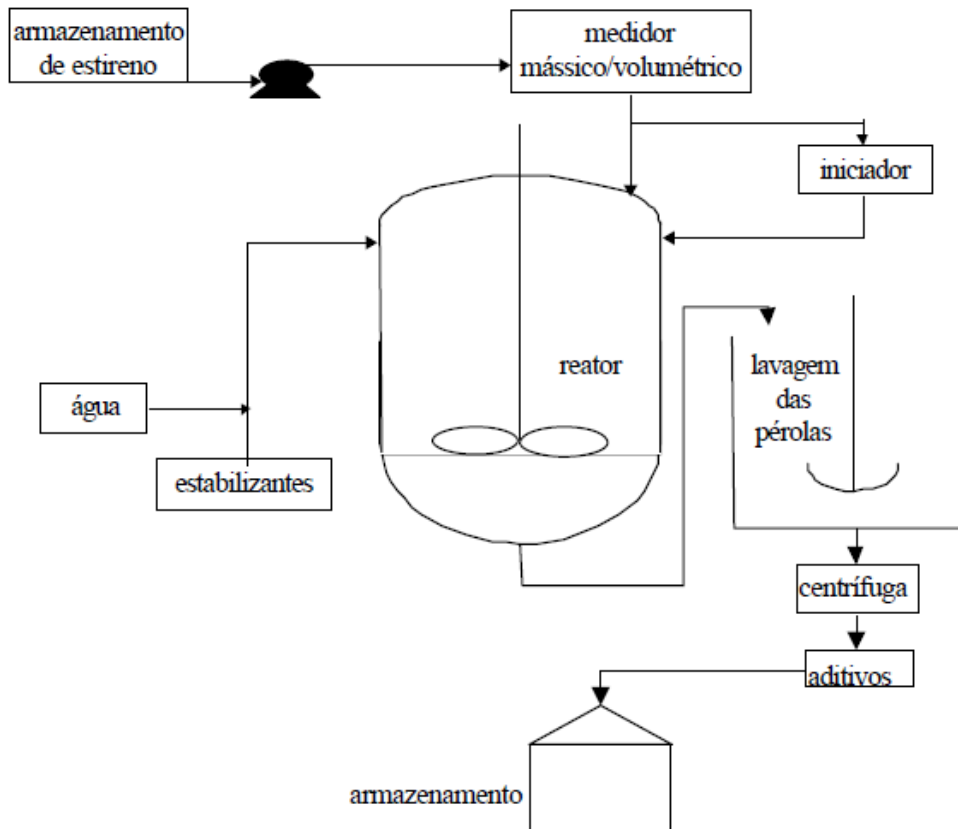 armazenamento
de estireno
medidor
mássico/volumétrico
iniciador
reator
lavagem
das
pérolas
água
estabilizantes
centrífuga
aditivos
armazenamento